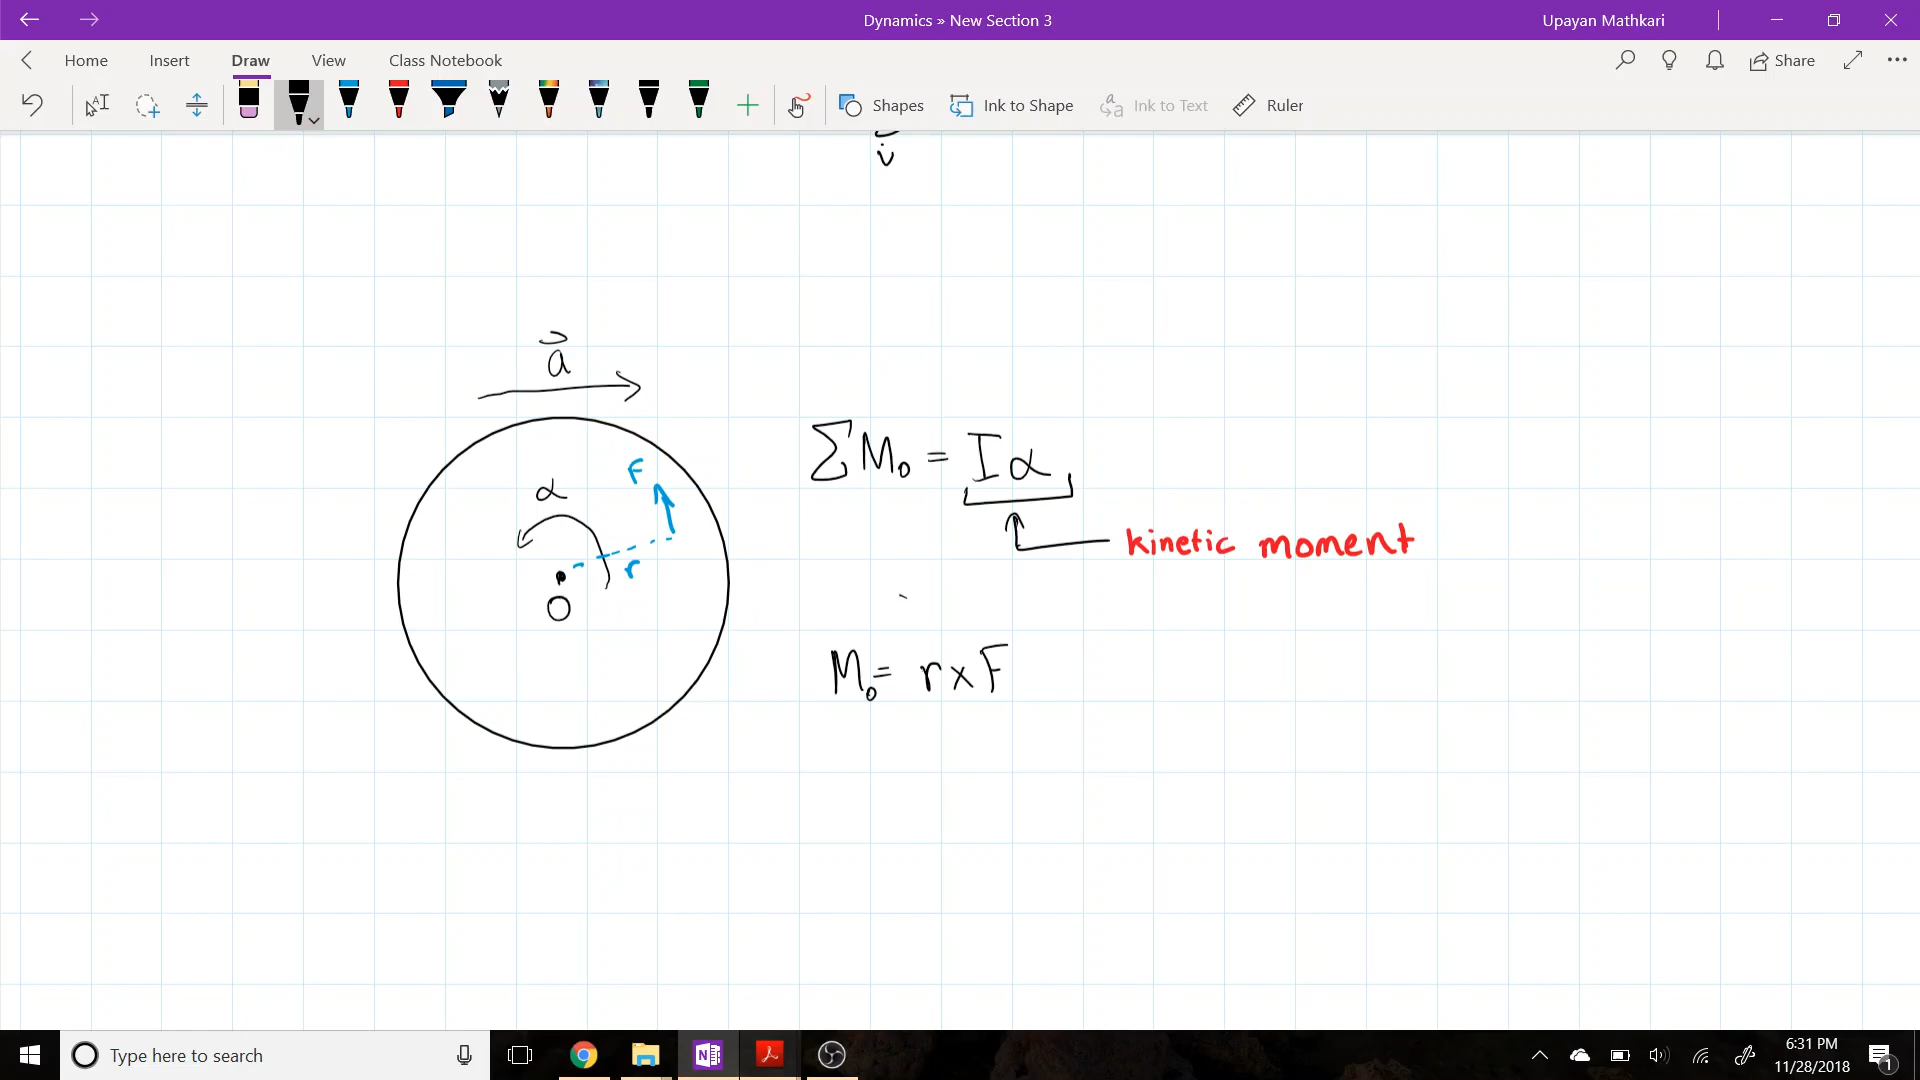 Dynamics » New Section 3
Upayan Mathkari
Home Insert Draw View Class Notebook
Share
Shapes Ink to Shape Ink to Text Ruler
v
a
F
α
r
O
ΣM₀ = Iα
kinetic moment
M₀ = r×F
Type here to search
6:31 PM
11/28/2018
1